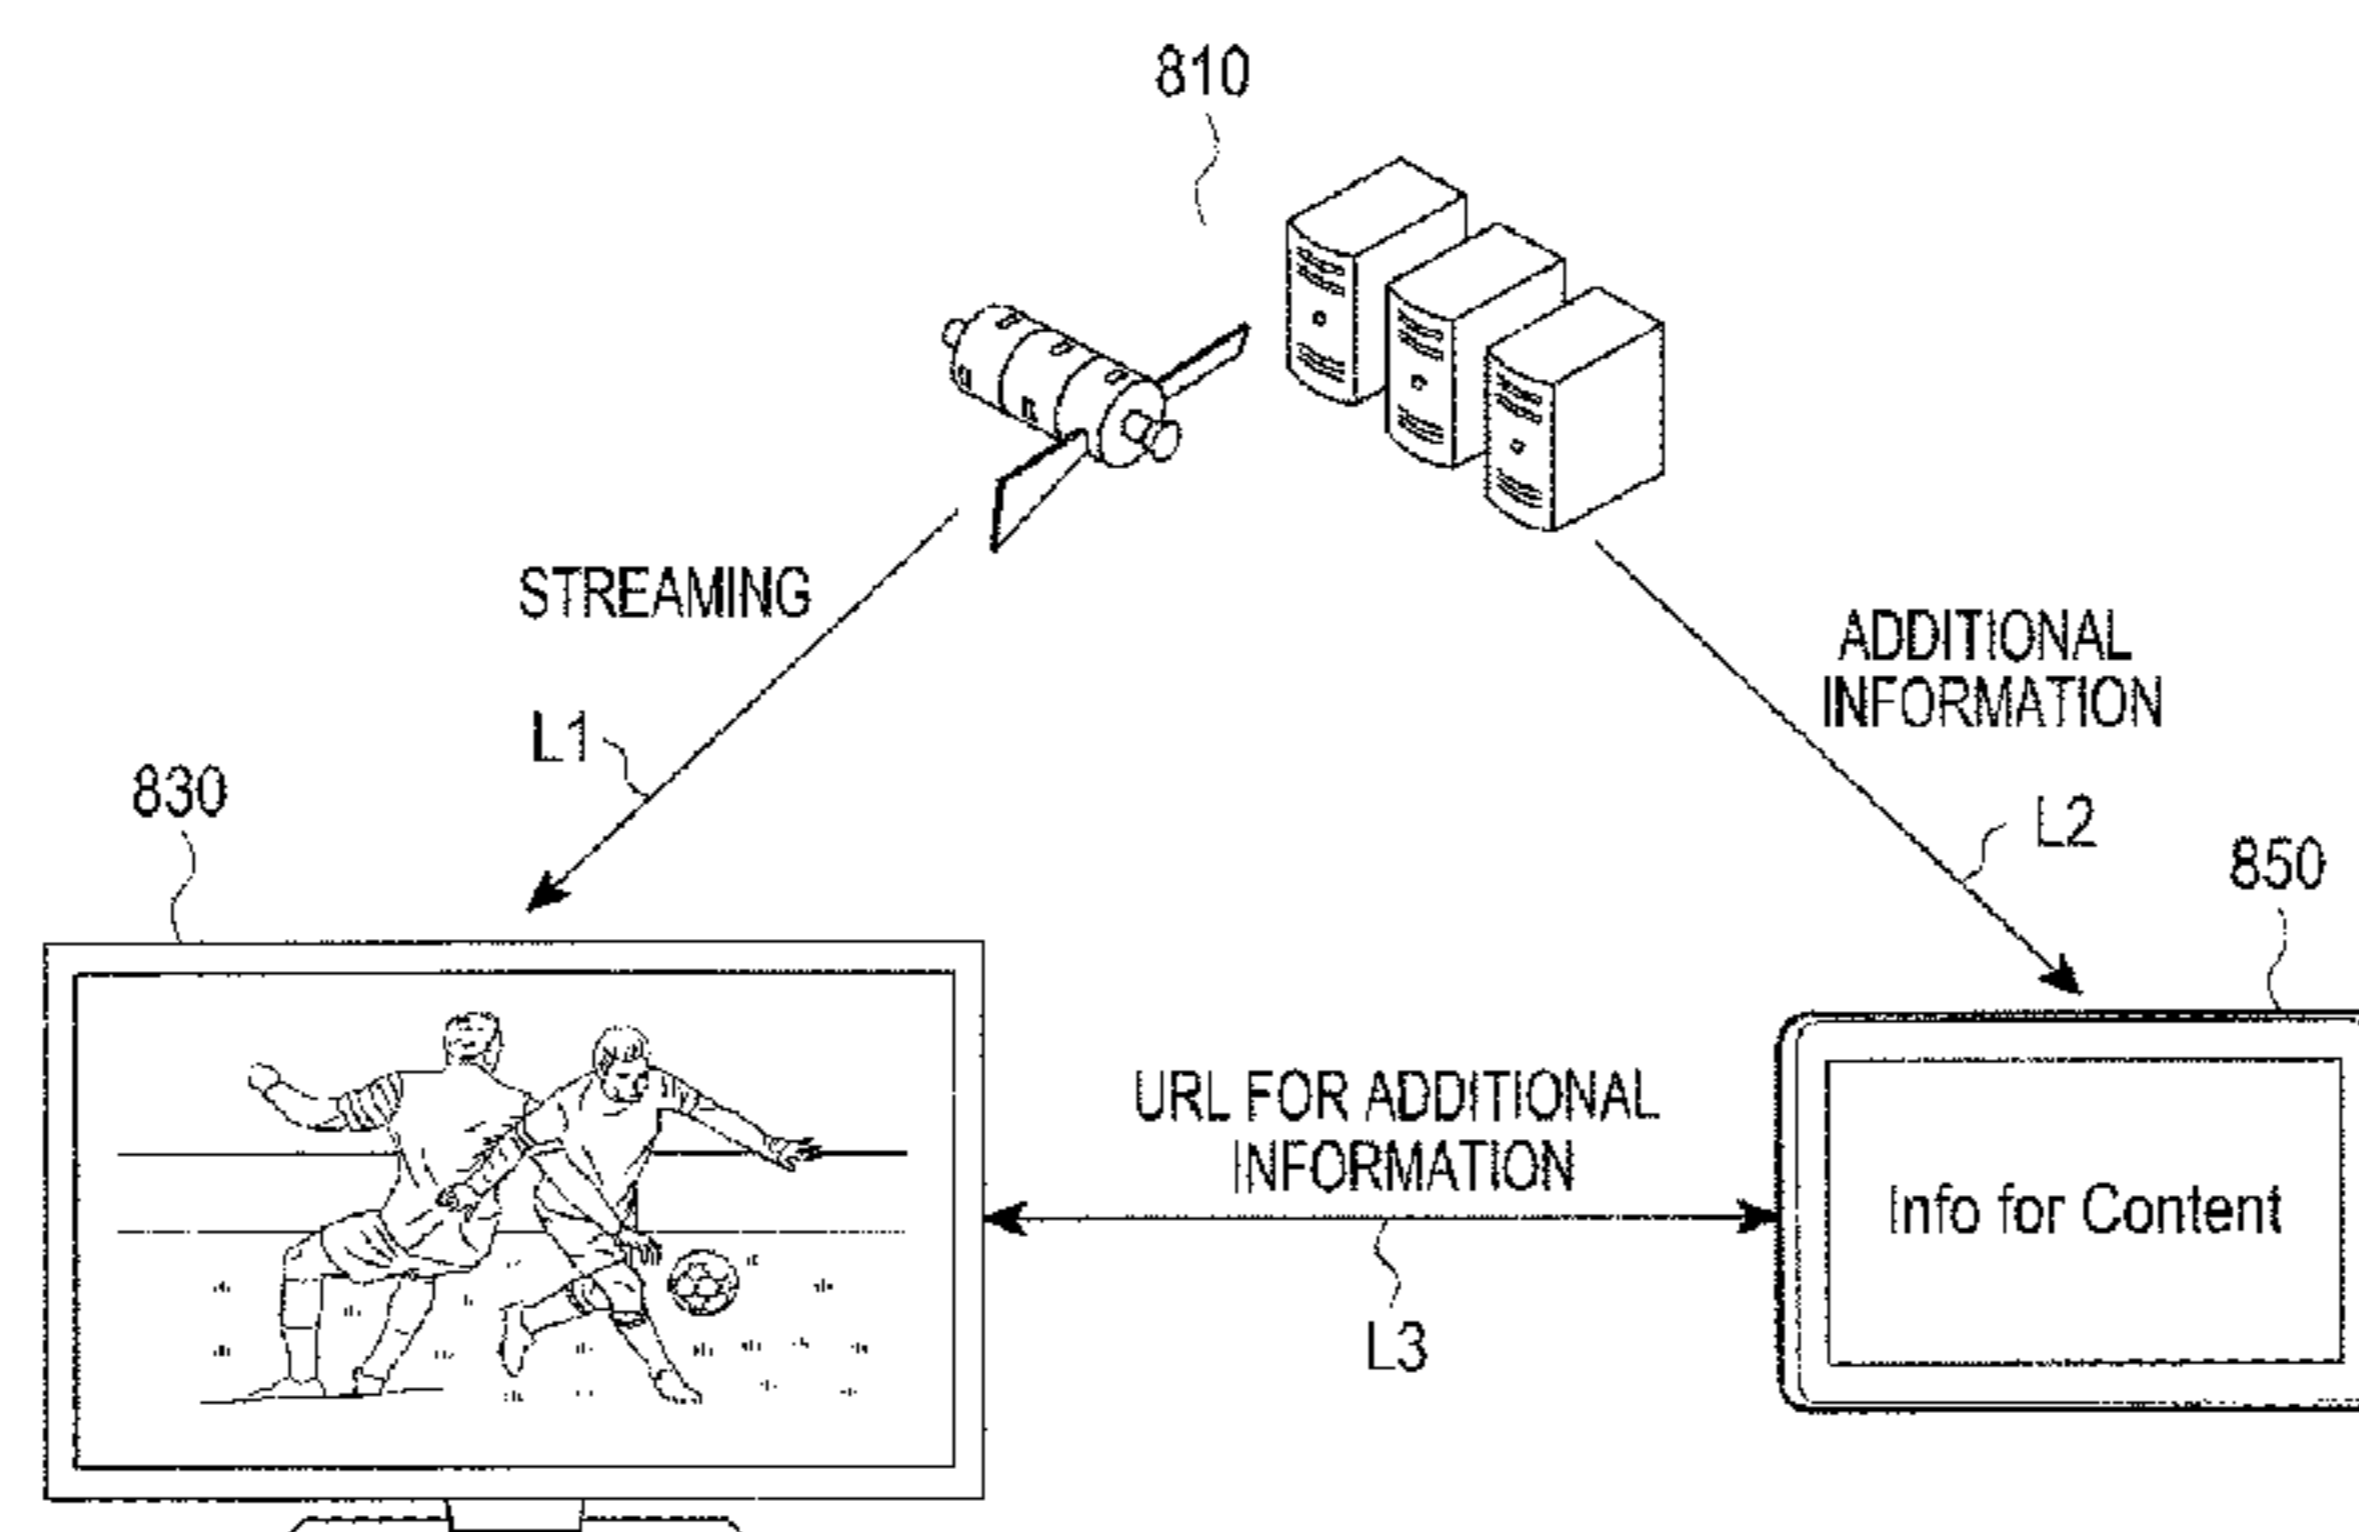 810
STREAMING
ADDITIONAL
INFORMATION
L1
830
L2
850
URL FOR ADDITIONAL
INFORMATION
Info for Content
L3